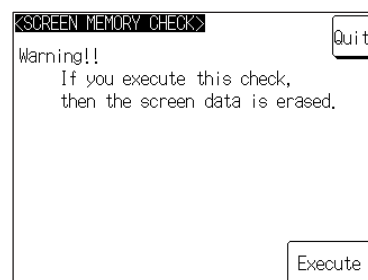 <SCREEN MEMORY CHECK>
Quit
Warning!!
If you execute this check,
then the screen data is erased.
Execute